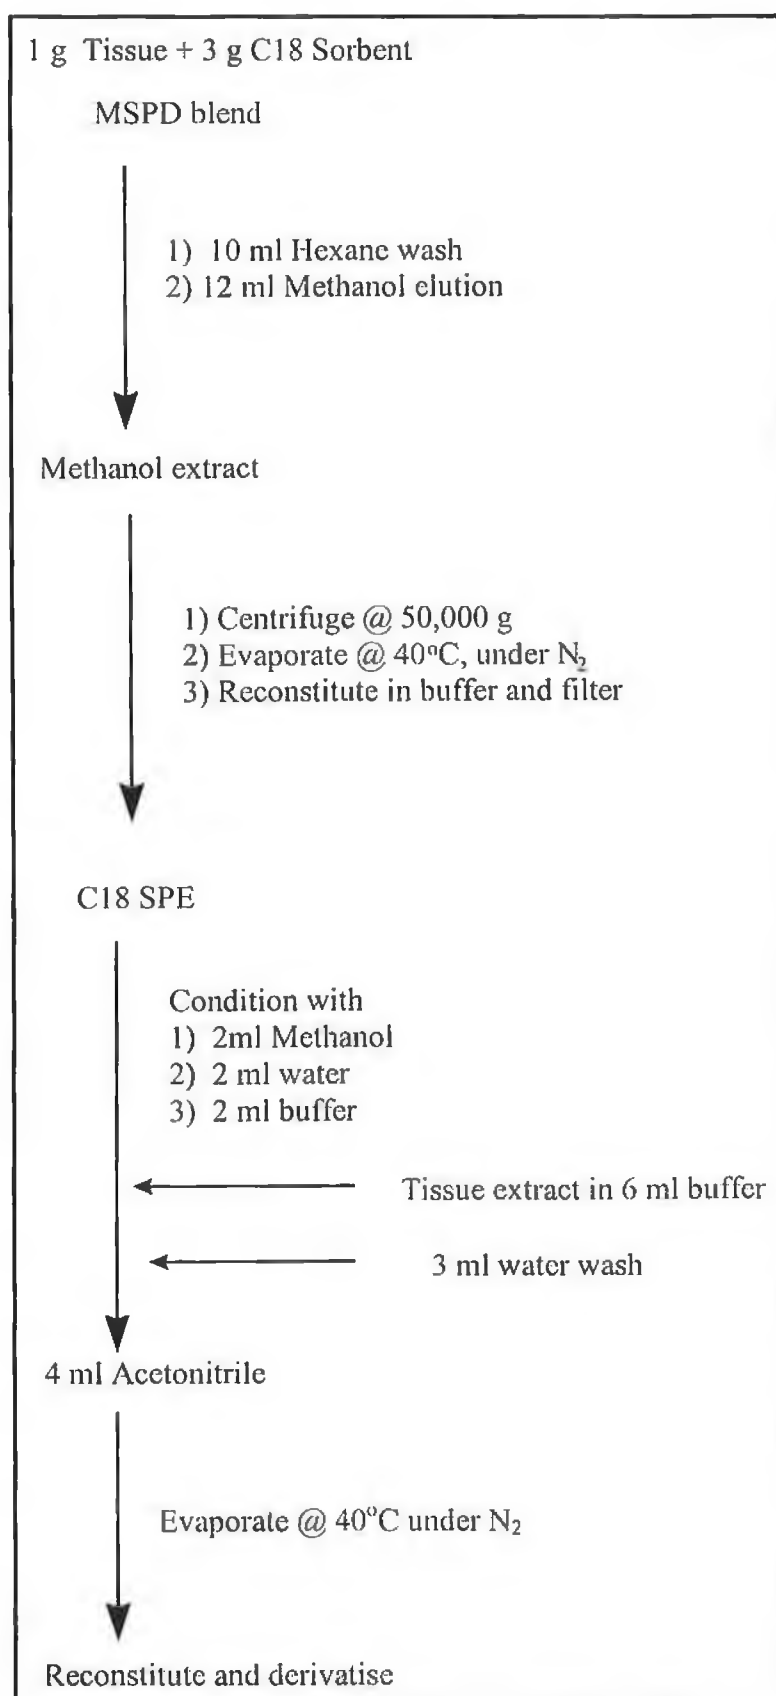 1 g Tissue + 3 g C18 Sorbent
MSPD blend
1) 10 ml Hexane wash
2) 12 ml Methanol elution
Methanol extract
1) Centrifuge @ 50,000 g
2) Evaporate @ 40°C, under N₂
3) Reconstitute in buffer and filter
C18 SPE
Condition with
1) 2ml Methanol
2) 2 ml water
3) 2 ml buffer
Tissue extract in 6 ml buffer
3 ml water wash
4 ml Acetonitrile
Evaporate @ 40°C under N₂
Reconstitute and derivatise